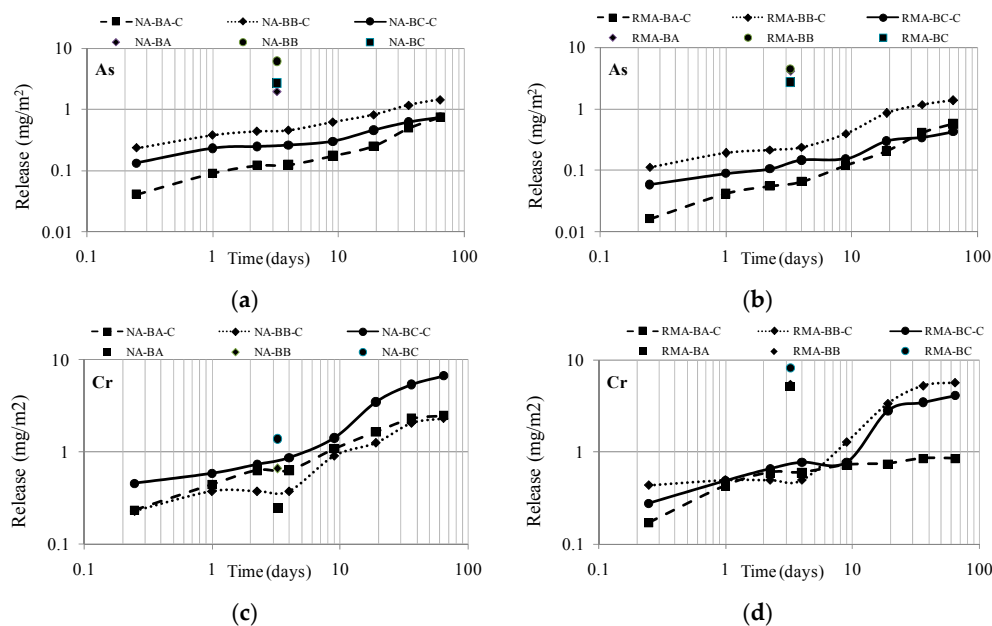 NA-BA-C NA-BB-C NA-BC-C
NA-BA NA-BB NA-BC
As
Release (mg/m²)
10
1
0.1
0.01
0.1 1 10 100
Time (days)
(a)
RMA-BA-C RMA-BB-C RMA-BC-C
RMA-BA RMA-BB RMA-BC
As
Release (mg/m²)
10
1
0.1
0.01
0.1 1 10 100
Time (days)
(b)
NA-BA-C NA-BB-C NA-BC-C
NA-BA NA-BB NA-BC
Cr
Release (mg/m2)
10
1
0.1
0.1 1 10 100
Time (days)
(c)
RMA-BA-C RMA-BB-C RMA-BC-C
RMA-BA RMA-BB RMA-BC
Cr
Release (mg/m2)
10
1
0.1
0.1 1 10 100
Time (days)
(d)